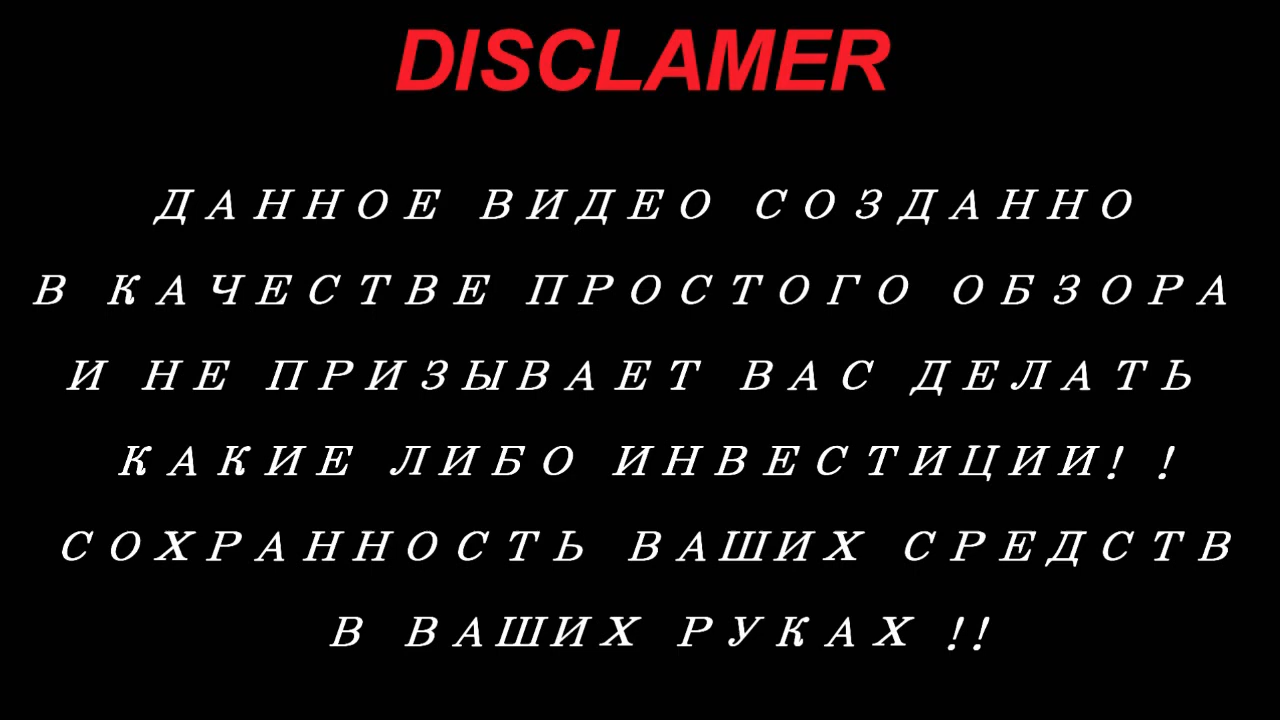 DISCLAMER
ДАННОЕ ВИДЕО СОЗДАННО
В КАЧЕСТВЕ ПРОСТОГО ОБЗОРА
И НЕ ПРИЗЫВАЕТ ВАС ДЕЛАТЬ
КАКИЕ ЛИБО ИНВЕСТИЦИИ! !
СОХРАННОСТЬ ВАШИХ СРЕДСТВ
В ВАШИХ РУКАХ !!